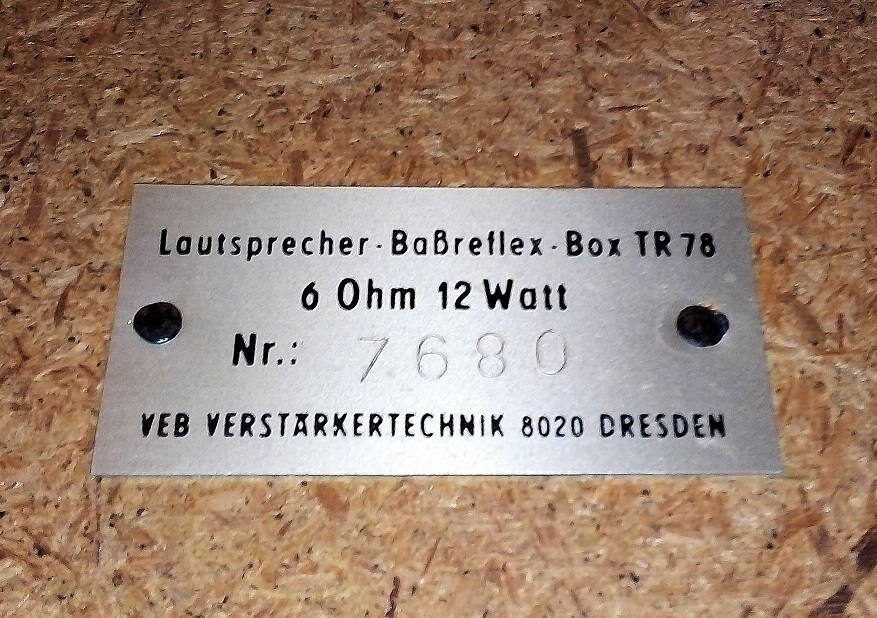 Lautsprecher-Baßreflex-Box TR 78
6 Ohm 12 Watt
Nr.: 7680
VEB VERSTÄRKERTECHNIK 8020 DRESDEN